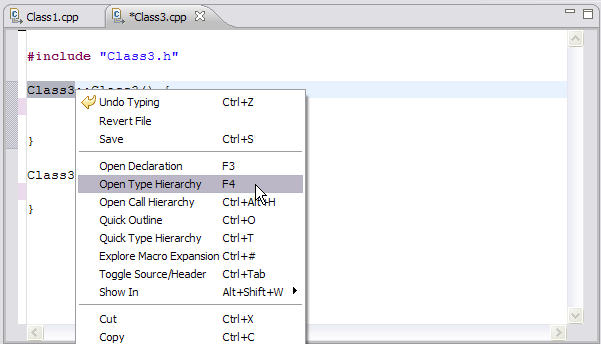 Class1.cpp *Class3.cpp
#include "Class3.h"
Class3::Class3() {
Undo Typing Ctrl+Z
Revert File
Save Ctrl+S
}
Open Declaration F3
Class3
Open Type Hierarchy F4
Open Call Hierarchy Ctrl+Alt+H
}
Quick Outline Ctrl+O
Quick Type Hierarchy Ctrl+T
Explore Macro Expansion Ctrl+#
Toggle Source/Header Ctrl+Tab
Show In Alt+Shift+W
Cut Ctrl+X
Copy Ctrl+C